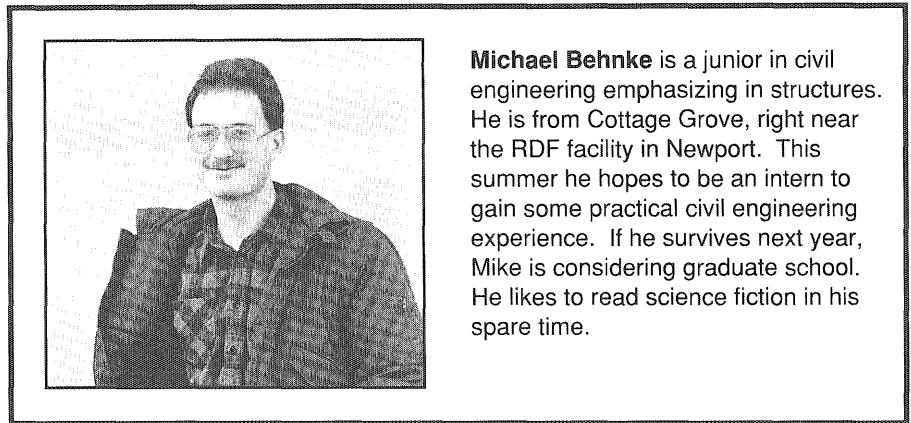 Michael Behnke is a junior in civil
engineering emphasizing in structures.
He is from Cottage Grove, right near
the RDF facility in Newport. This
summer he hopes to be an intern to
gain some practical civil engineering
experience. If he survives next year,
Mike is considering graduate school.
He likes to read science fiction in his
spare time.